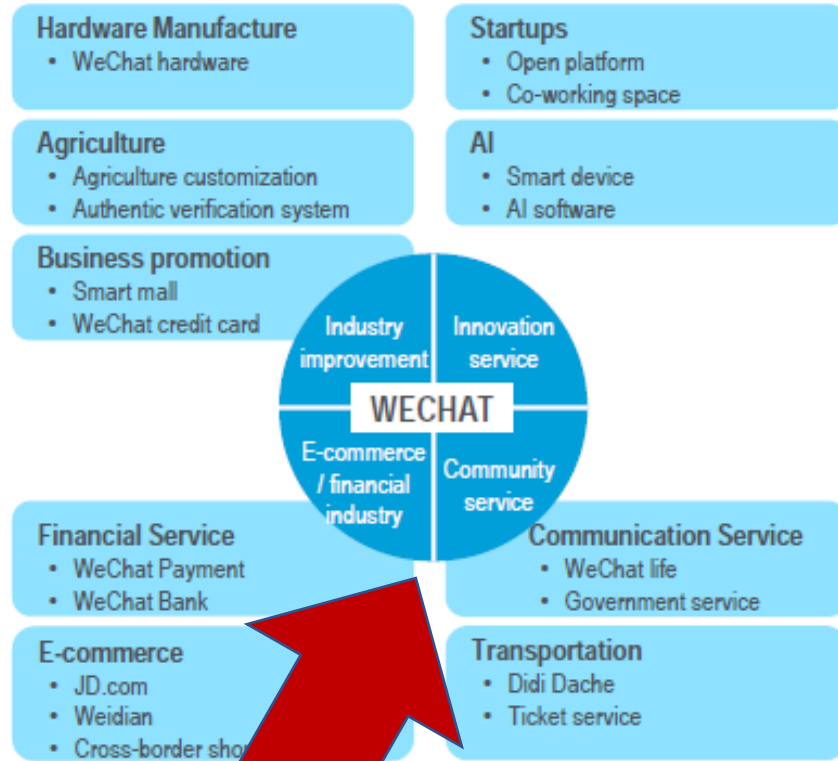 Hardware Manufacture
• WeChat hardware
Agriculture
• Agriculture customization
• Authentic verification system
Business promotion
• Smart mall
• WeChat credit card
Startups
• Open platform
• Co-working space
AI
• Smart device
• AI software
Industry
improvement
Innovation
service
WECHAT
E-commerce
/ financial
industry
Community
service
Financial Service
• WeChat Payment
• WeChat Bank
E-commerce
• JD.com
• Weidian
• Cross-border
Communication Service
• WeChat life
• Government service
Transportation
• Didi Dache
• Ticket service